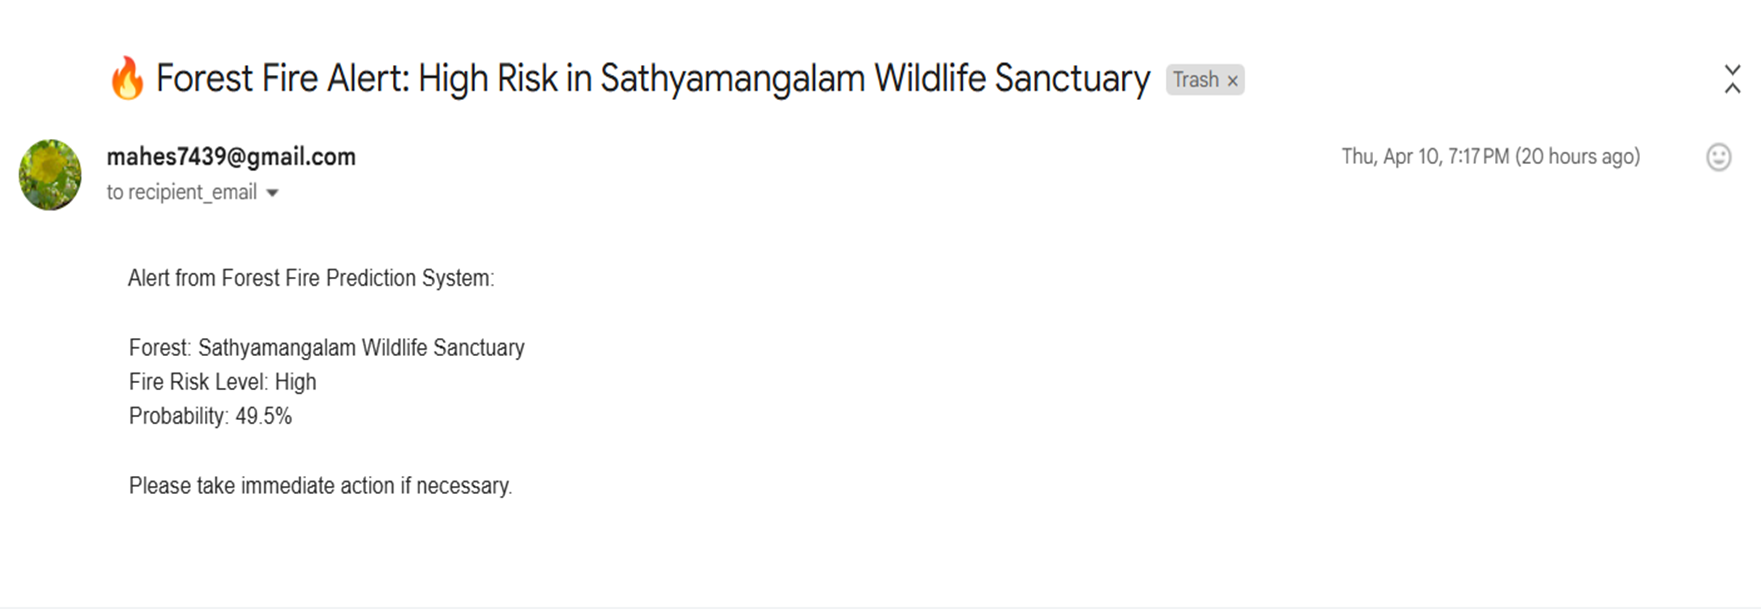 🔥 Forest Fire Alert: High Risk in Sathyamangalam Wildlife Sanctuary Trash ×
mahes7439@gmail.com Thu, Apr 10, 7:17 PM (20 hours ago)
to recipient_email
Alert from Forest Fire Prediction System:
Forest: Sathyamangalam Wildlife Sanctuary
Fire Risk Level: High
Probability: 49.5%
Please take immediate action if necessary.